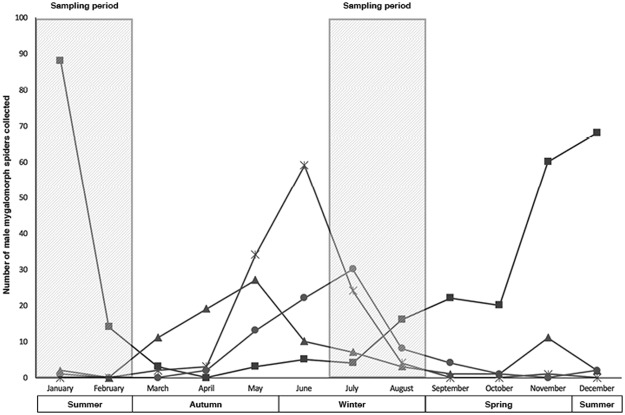 Sampling period Sampling period
100
90
80
70
60
50
40
30
20
10
0
Number of male mygalomorph spiders collected
January February March April May June July August September October November December
Summer Autumn Winter Spring Summer